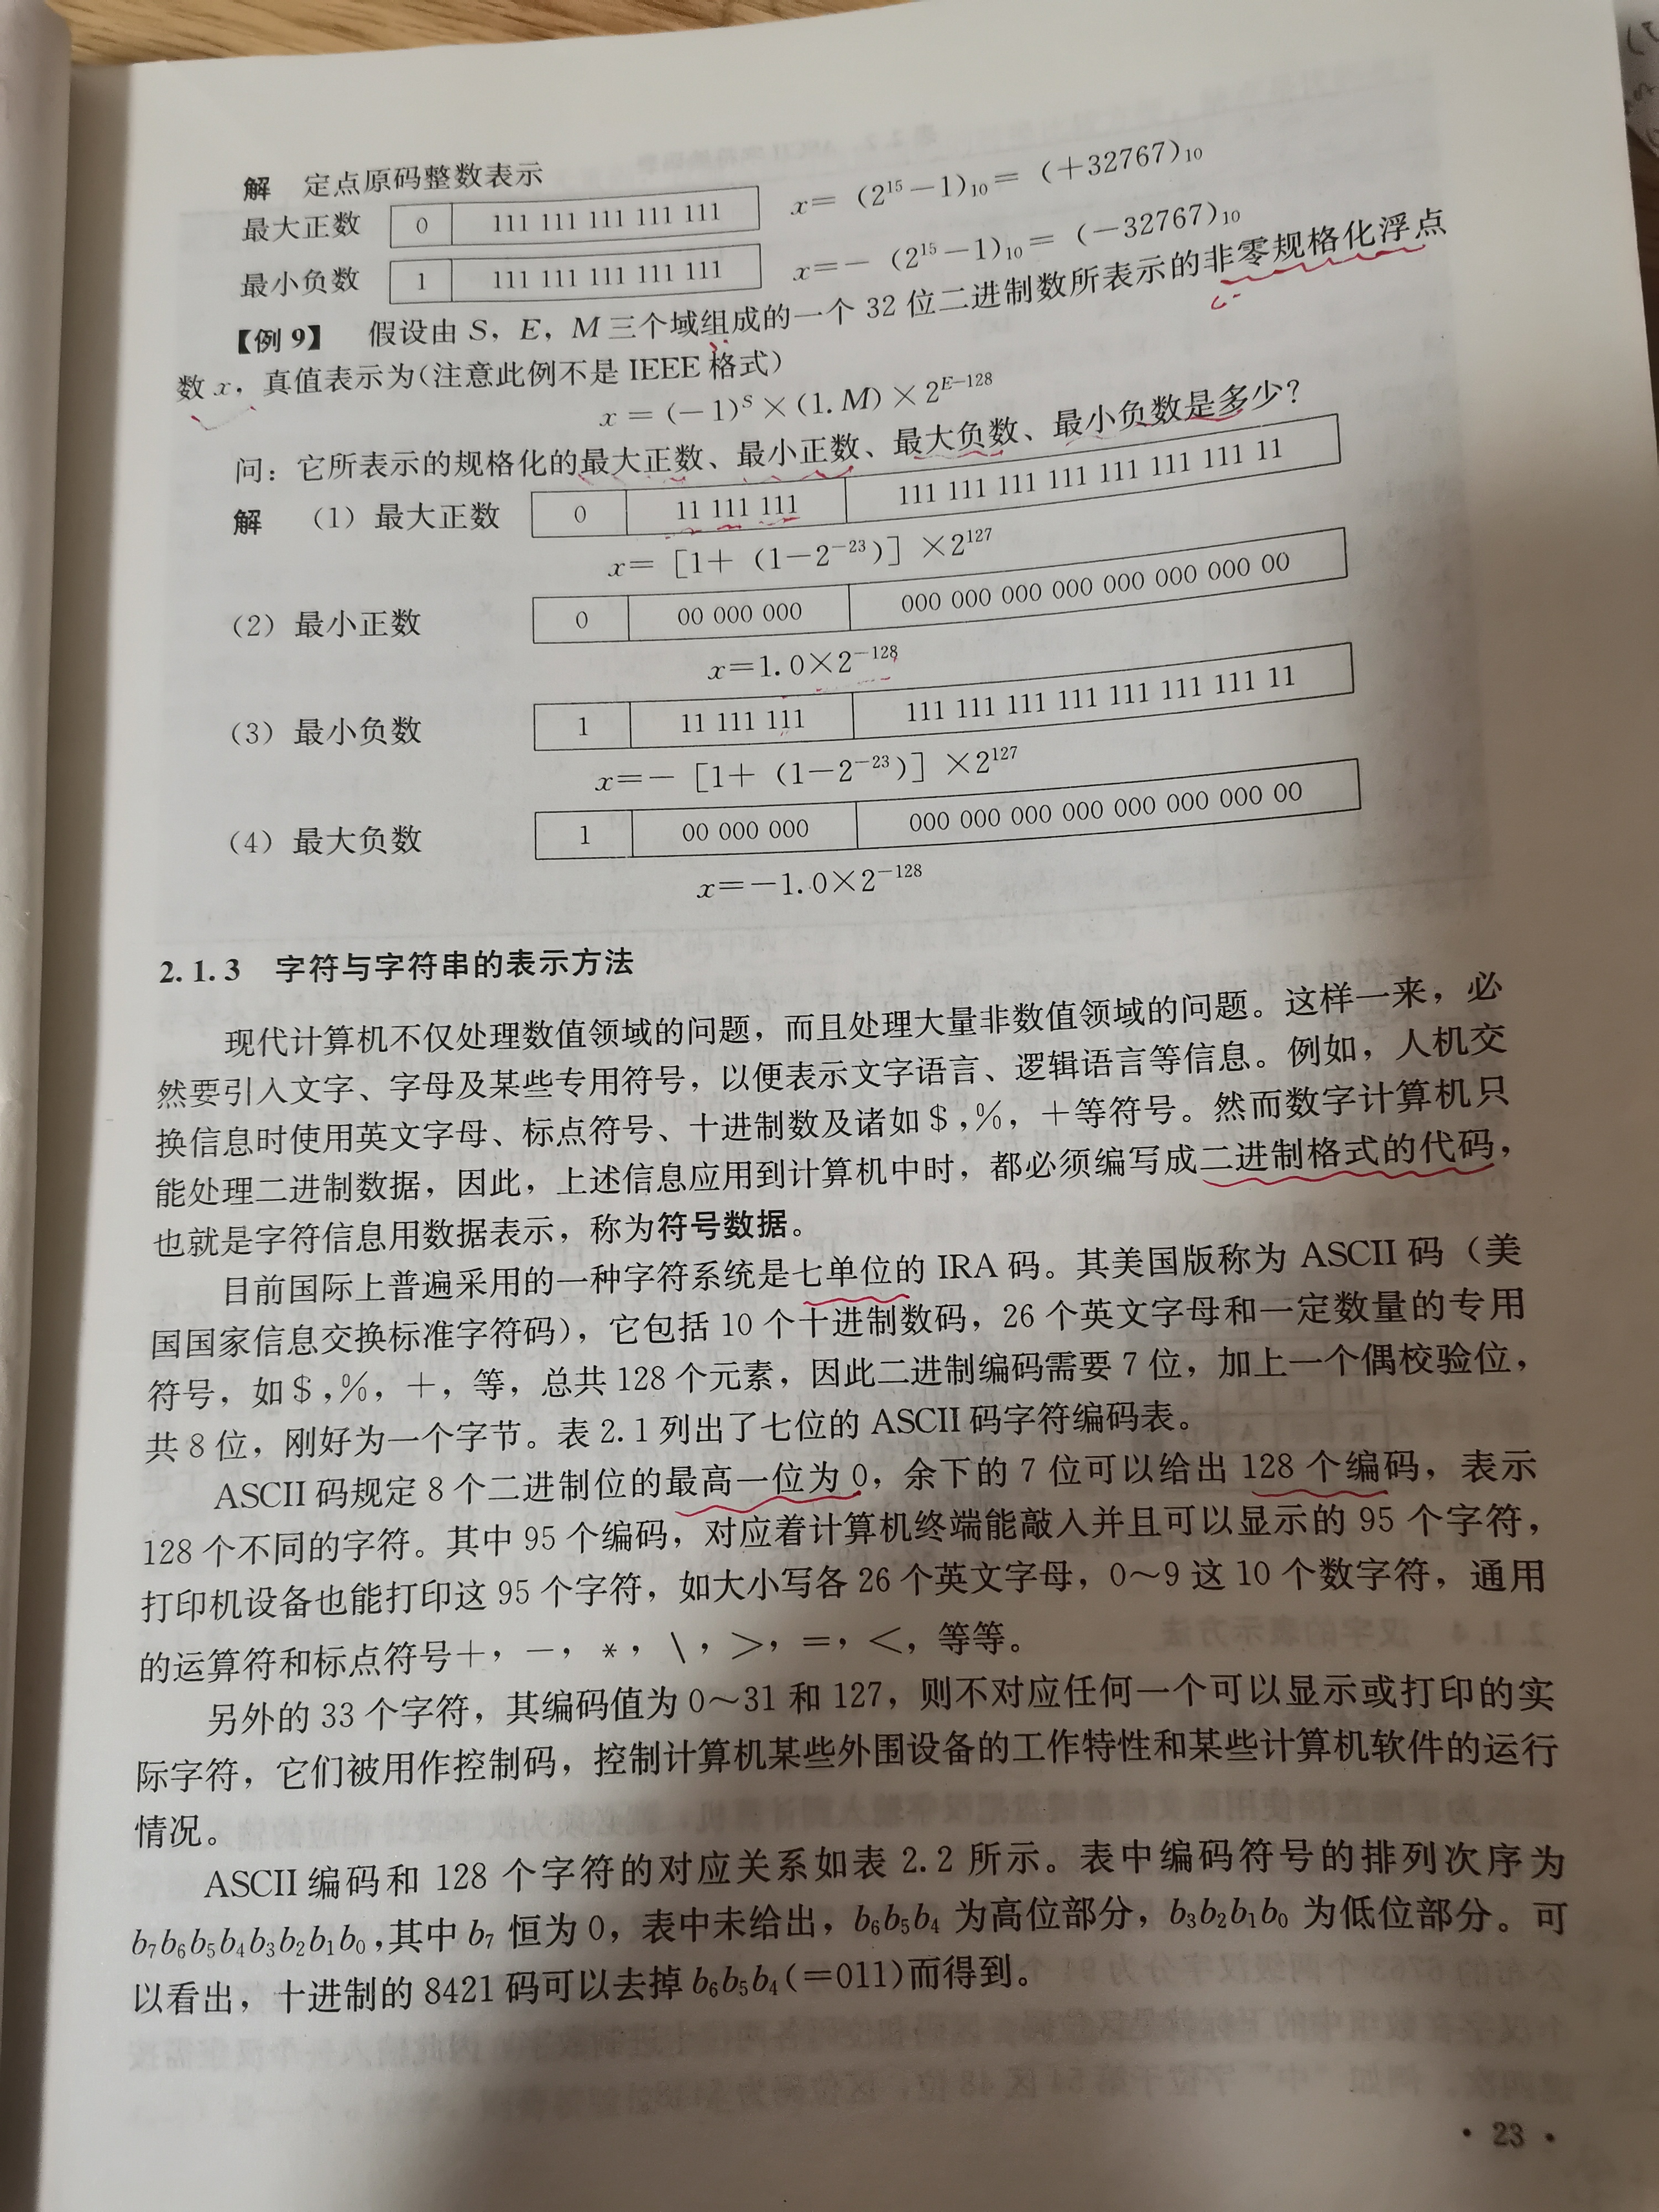 解 定点原码整数表示
最大正数 0 111 111 111 111 111 x=(2¹⁵-1)₁₀=(+32767)₁₀
最小负数 1 111 111 111 111 111 x=-(2¹⁵-1)₁₀=(-32767)₁₀
【例9】 假设由 S，E，M 三个域组成的一个 32 位二进制数所表示的非零规格化浮点
数 x，真值表示为(注意此例不是 IEEE 格式)
x=(-1)ˢ×(1.M)×2ᴱ⁻¹²⁸
问：它所表示的规格化的最大正数、最小正数、最大负数、最小负数是多少？
解 （1）最大正数 0 11 111 111 111 111 111 111 111 111 111 11
x=［1+（1-2⁻²³）］×2¹²⁷
（2）最小正数 0 00 000 000 000 000 000 000 000 000 000 00
x=1.0×2⁻¹²⁸
（3）最小负数 1 11 111 111 111 111 111 111 111 111 111 11
x=-［1+（1-2⁻²³）］×2¹²⁷
（4）最大负数 1 00 000 000 000 000 000 000 000 000 000 00
x=-1.0×2⁻¹²⁸
2.1.3 字符与字符串的表示方法
现代计算机不仅处理数值领域的问题，而且处理大量非数值领域的问题。这样一来，必
然要引入文字、字母及某些专用符号，以便表示文字语言、逻辑语言等信息。例如，人机交
换信息时使用英文字母、标点符号、十进制数及诸如＄,%，＋等符号。然而数字计算机只
能处理二进制数据，因此，上述信息应用到计算机中时，都必须编写成二进制格式的代码，
也就是字符信息用数据表示，称为符号数据。
目前国际上普遍采用的一种字符系统是七单位的 IRA 码。其美国版称为 ASCII 码（美
国国家信息交换标准字符码），它包括 10 个十进制数码，26 个英文字母和一定数量的专用
符号，如＄,%，＋，等，总共 128 个元素，因此二进制编码需要 7 位，加上一个偶校验位，
共 8 位，刚好为一个字节。表 2.1 列出了七位的 ASCII 码字符编码表。
ASCII 码规定 8 个二进制位的最高一位为 0，余下的 7 位可以给出 128 个编码，表示
128 个不同的字符。其中 95 个编码，对应着计算机终端能敲入并且可以显示的 95 个字符，
打印机设备也能打印这 95 个字符，如大小写各 26 个英文字母，0～9 这 10 个数字符，通用
的运算符和标点符号＋，－，*，\，＞，＝，＜，等等。
另外的 33 个字符，其编码值为 0～31 和 127，则不对应任何一个可以显示或打印的实
际字符，它们被用作控制码，控制计算机某些外围设备的工作特性和某些计算机软件的运行
情况。
ASCII 编码和 128 个字符的对应关系如表 2.2 所示。表中编码符号的排列次序为
b₇b₆b₅b₄b₃b₂b₁b₀,其中 b₇ 恒为 0，表中未给出，b₆b₅b₄ 为高位部分，b₃b₂b₁b₀ 为低位部分。可
以看出，十进制的 8421 码可以去掉 b₆b₅b₄(=011)而得到。
· 23 ·